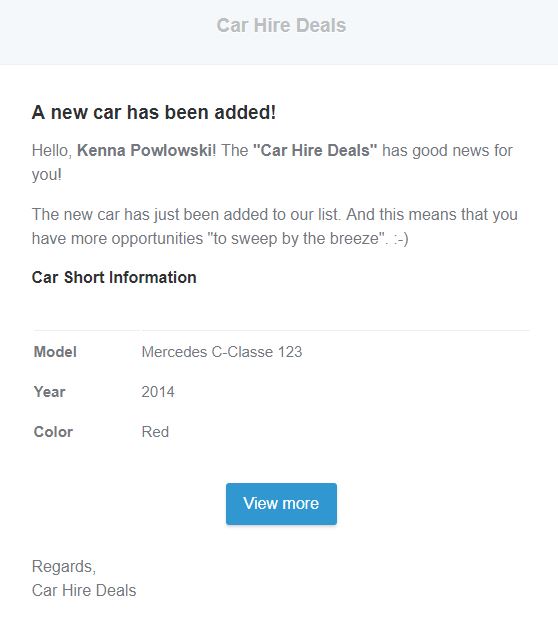 Car Hire Deals
A new car has been added!
Hello, Kenna Powlowski! The "Car Hire Deals" has good news for
you!
The new car has just been added to our list. And this means that you
have more opportunities "to sweep by the breeze". :-)
Car Short Information
Model Mercedes C-Classe 123
Year 2014
Color Red
View more
Regards,
Car Hire Deals